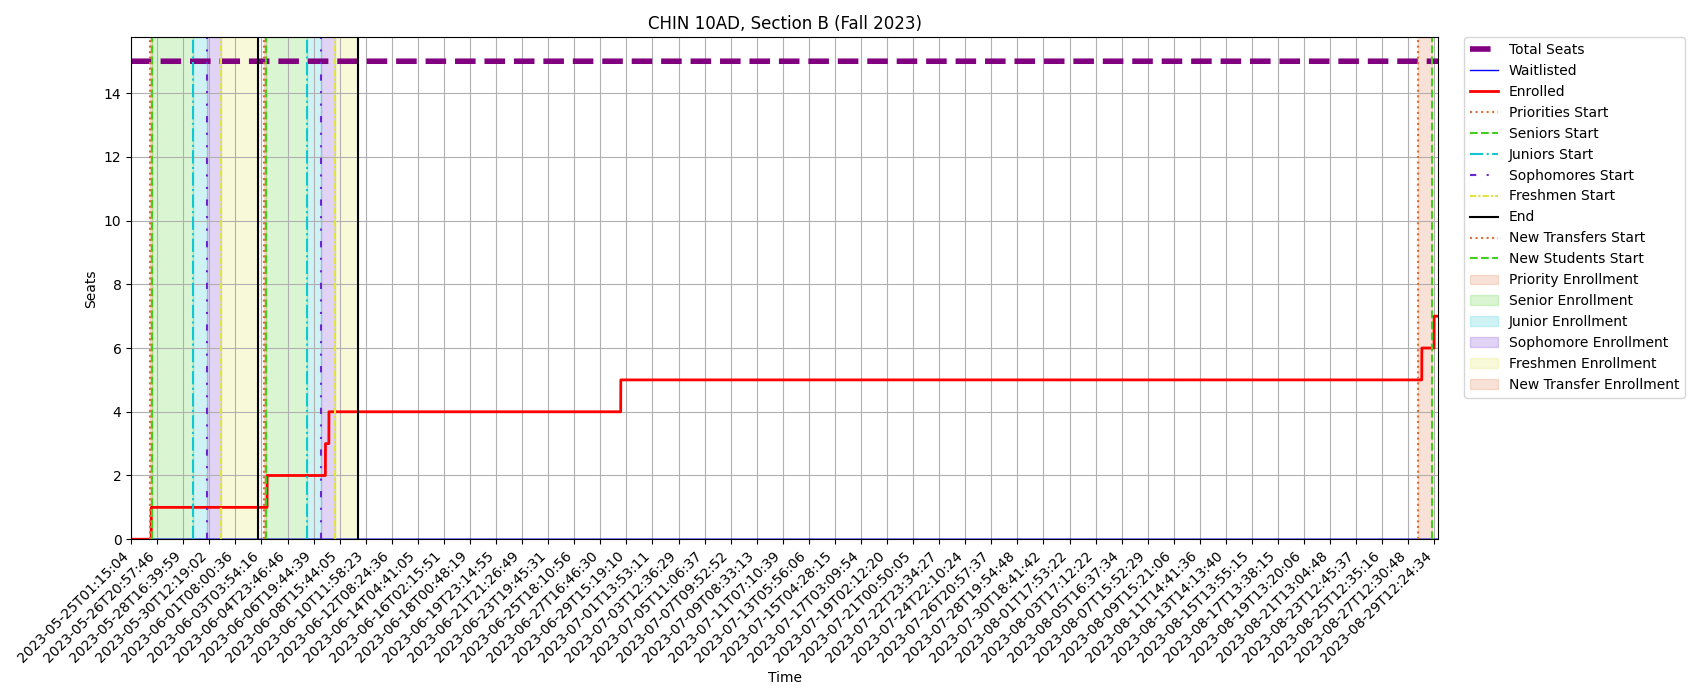 CHIN 10AD, Section B (Fall 2023)
Seats
14
12
10
8
6
4
2
0
2023-05-25T01:15:04
2023-05-26T20:57:46
2023-05-28T16:39:59
2023-05-30T12:19:02
2023-06-01T08:00:36
2023-06-03T03:54:16
2023-06-04T23:46:46
2023-06-06T19:44:39
2023-06-08T15:44:05
2023-06-10T11:58:23
2023-06-12T08:24:36
2023-06-14T04:41:05
2023-06-16T02:15:51
2023-06-18T00:48:19
2023-06-19T23:14:55
2023-06-21T21:26:49
2023-06-23T19:45:31
2023-06-25T18:10:56
2023-06-27T16:46:30
2023-06-29T15:19:10
2023-07-01T13:53:11
2023-07-03T12:36:29
2023-07-05T11:06:37
2023-07-07T09:52:52
2023-07-09T08:33:13
2023-07-11T07:10:39
2023-07-13T05:56:06
2023-07-15T04:28:15
2023-07-17T03:09:54
2023-07-19T02:12:20
2023-07-21T00:50:05
2023-07-22T23:34:27
2023-07-24T22:10:24
2023-07-26T20:57:37
2023-07-28T19:54:48
2023-07-30T18:41:42
2023-08-01T17:53:22
2023-08-03T17:12:22
2023-08-05T16:37:34
2023-08-07T15:52:29
2023-08-09T15:21:06
2023-08-11T14:41:36
2023-08-13T14:13:40
2023-08-15T13:55:15
2023-08-17T13:38:15
2023-08-19T13:20:06
2023-08-21T13:04:48
2023-08-23T12:45:37
2023-08-25T12:35:16
2023-08-27T12:30:48
2023-08-29T12:24:34
Time
Total Seats
Waitlisted
Enrolled
Priorities Start
Seniors Start
Juniors Start
Sophomores Start
Freshmen Start
End
New Transfers Start
New Students Start
Priority Enrollment
Senior Enrollment
Junior Enrollment
Sophomore Enrollment
Freshmen Enrollment
New Transfer Enrollment